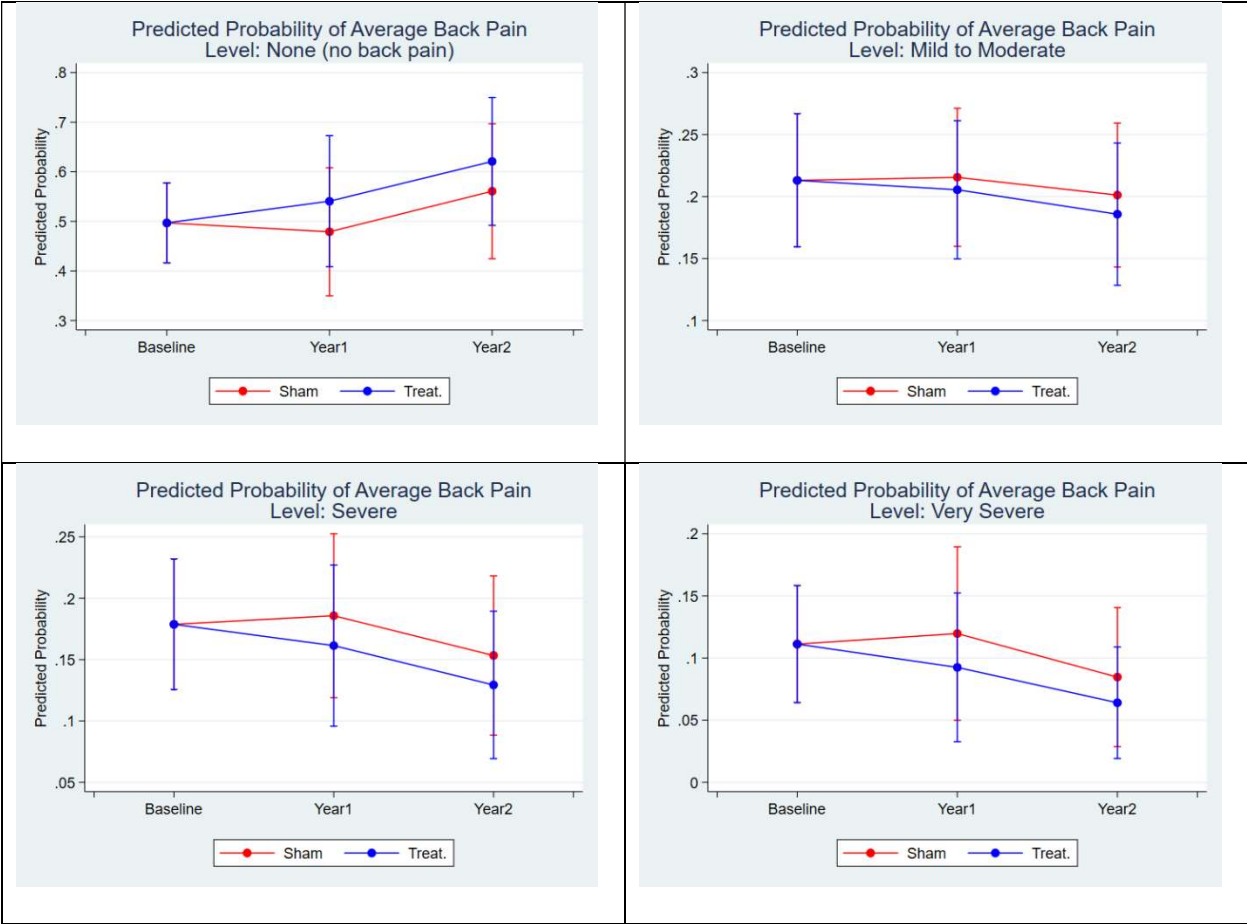 Predicted Probability of Average Back Pain
Level: None (no back pain)
.8
.7
.6
.5
.4
.3
Predicted Probability
Baseline
Year1
Year2
Sham
Treat.
Predicted Probability of Average Back Pain
Level: Mild to Moderate
.3
.25
.2
.15
.1
Predicted Probability
Baseline
Year1
Year2
Sham
Treat.
Predicted Probability of Average Back Pain
Level: Severe
.25
.2
.15
.1
.05
Predicted Probability
Baseline
Year1
Year2
Sham
Treat.
Predicted Probability of Average Back Pain
Level: Very Severe
.2
.15
.1
.05
0
Predicted Probability
Baseline
Year1
Year2
Sham
Treat.